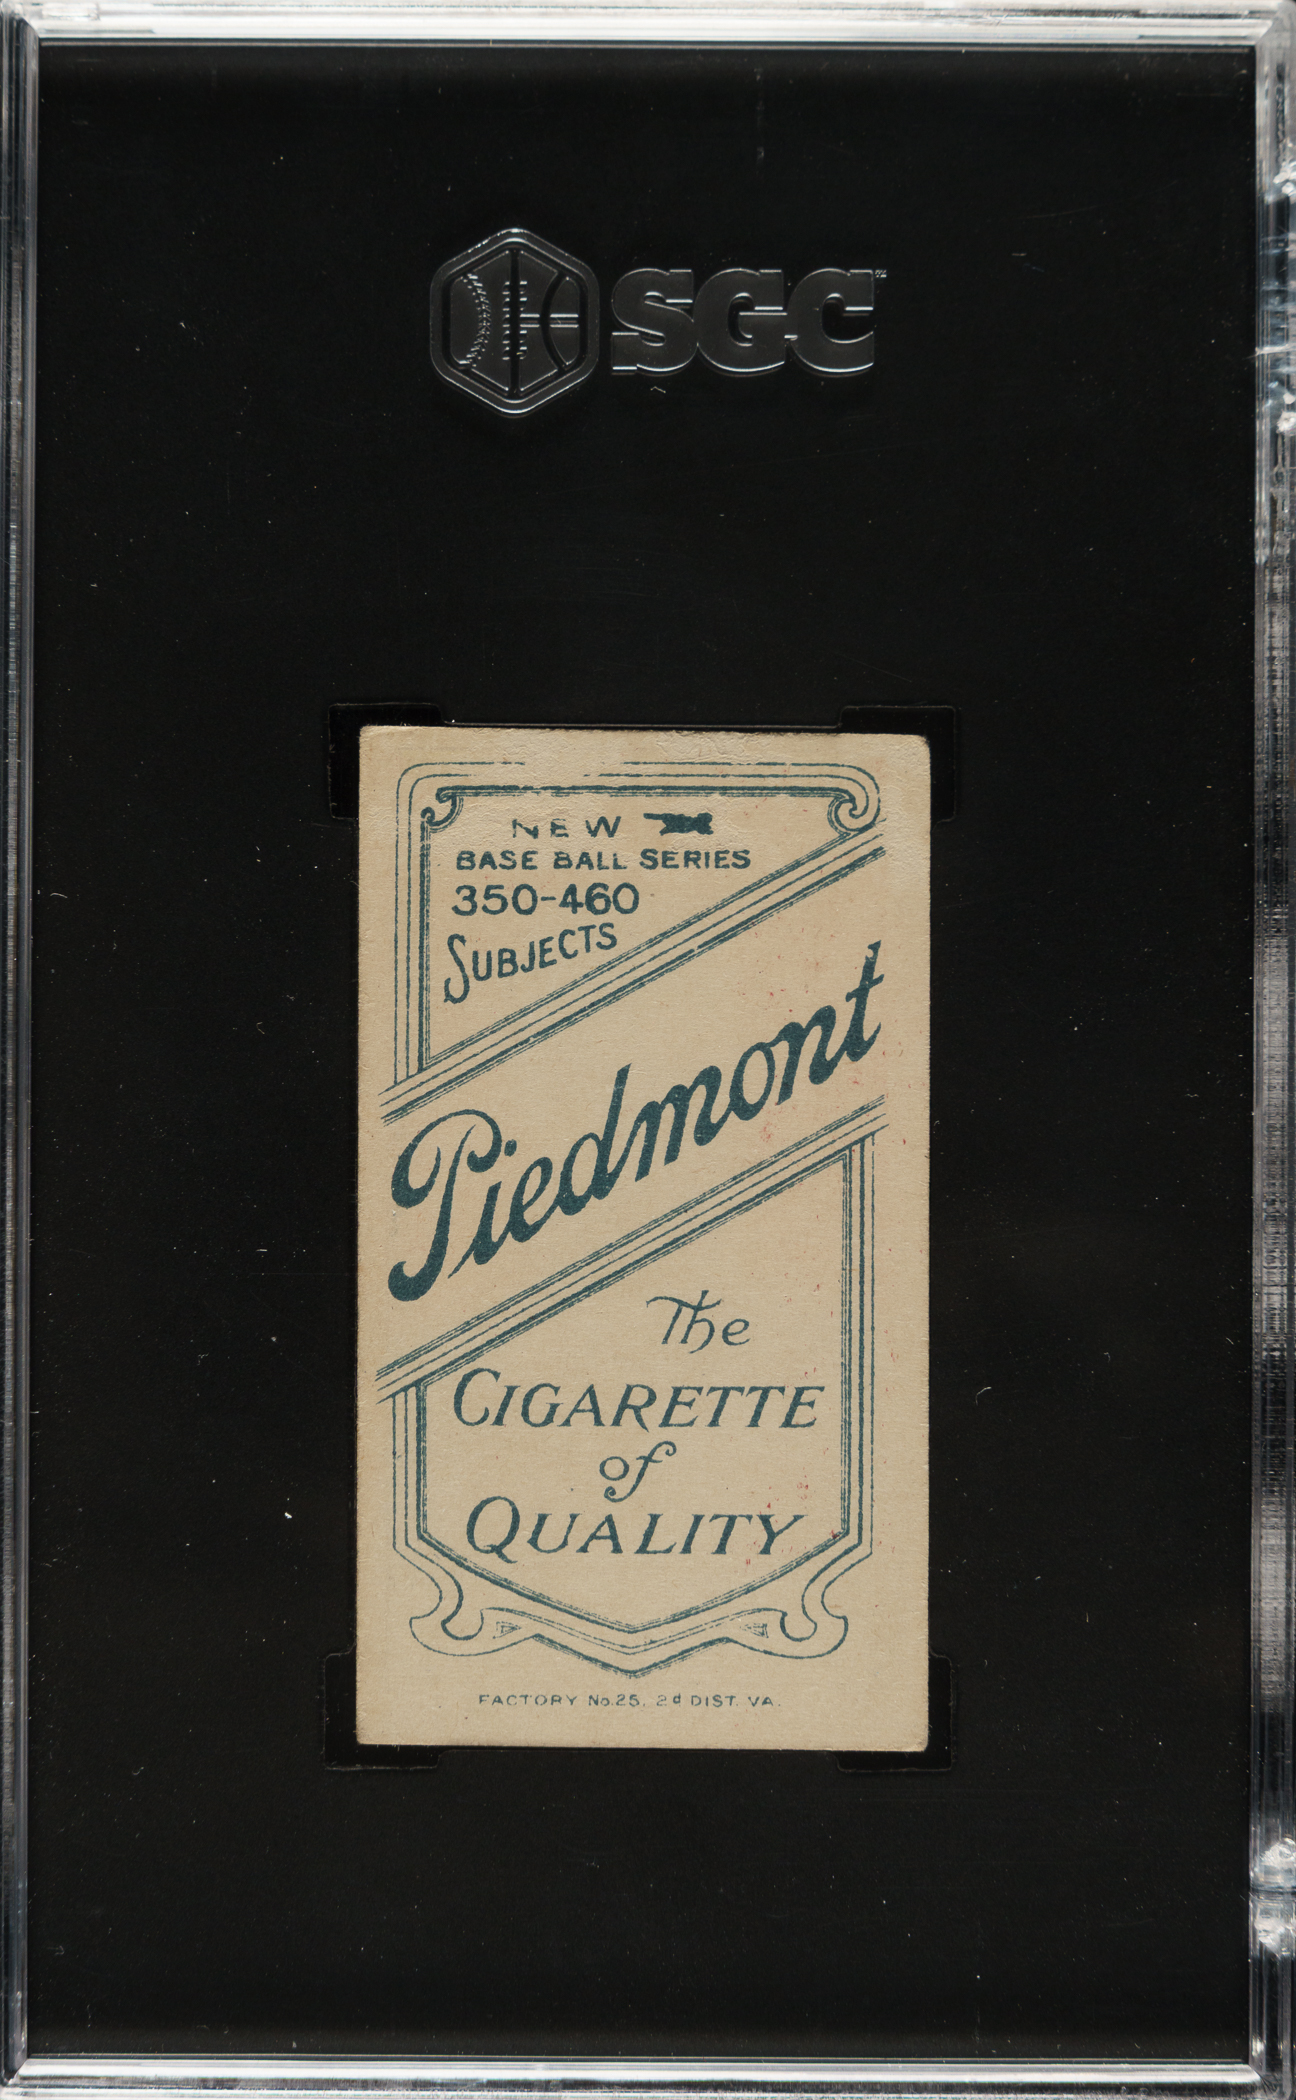 SGC
NEW
BASE BALL SERIES
350-460
SUBJECTS
Piedmont
The
CIGARETTE
of
QUALITY
FACTORY No.25, 2d DIST. VA.